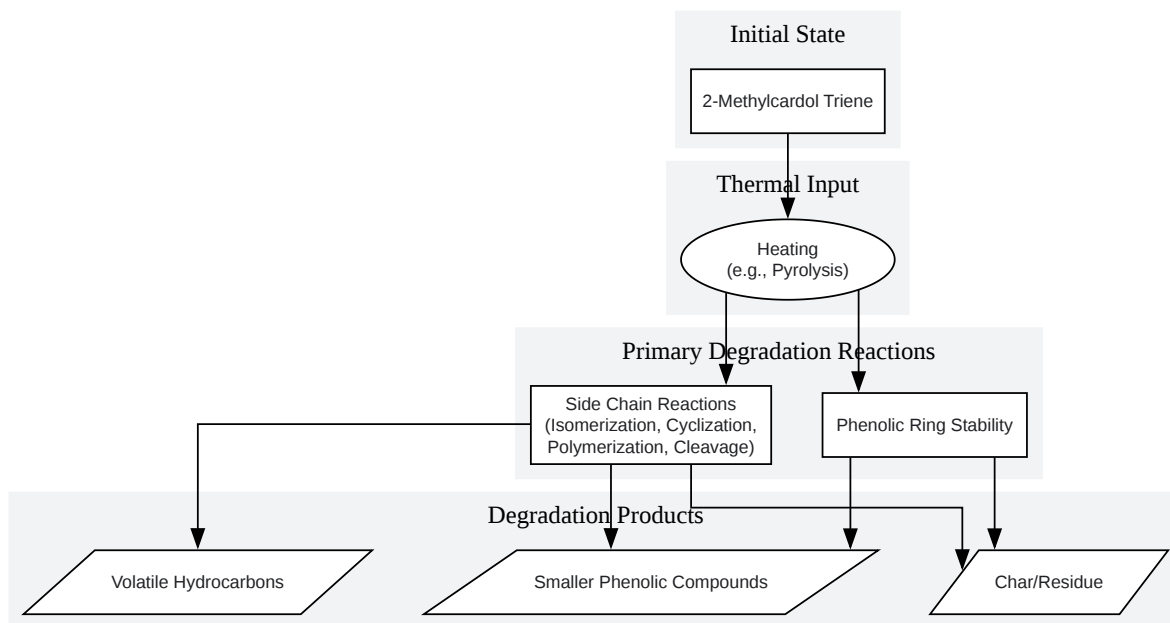 Initial State
2-Methylcardol Triene
Thermal Input
Heating
(e.g., Pyrolysis)
Primary Degradation Reactions
Side Chain Reactions
(Isomerization, Cyclization,
Polymerization, Cleavage)
Phenolic Ring Stability
Degradation Products
Volatile Hydrocarbons
Smaller Phenolic Compounds
Char/Residue